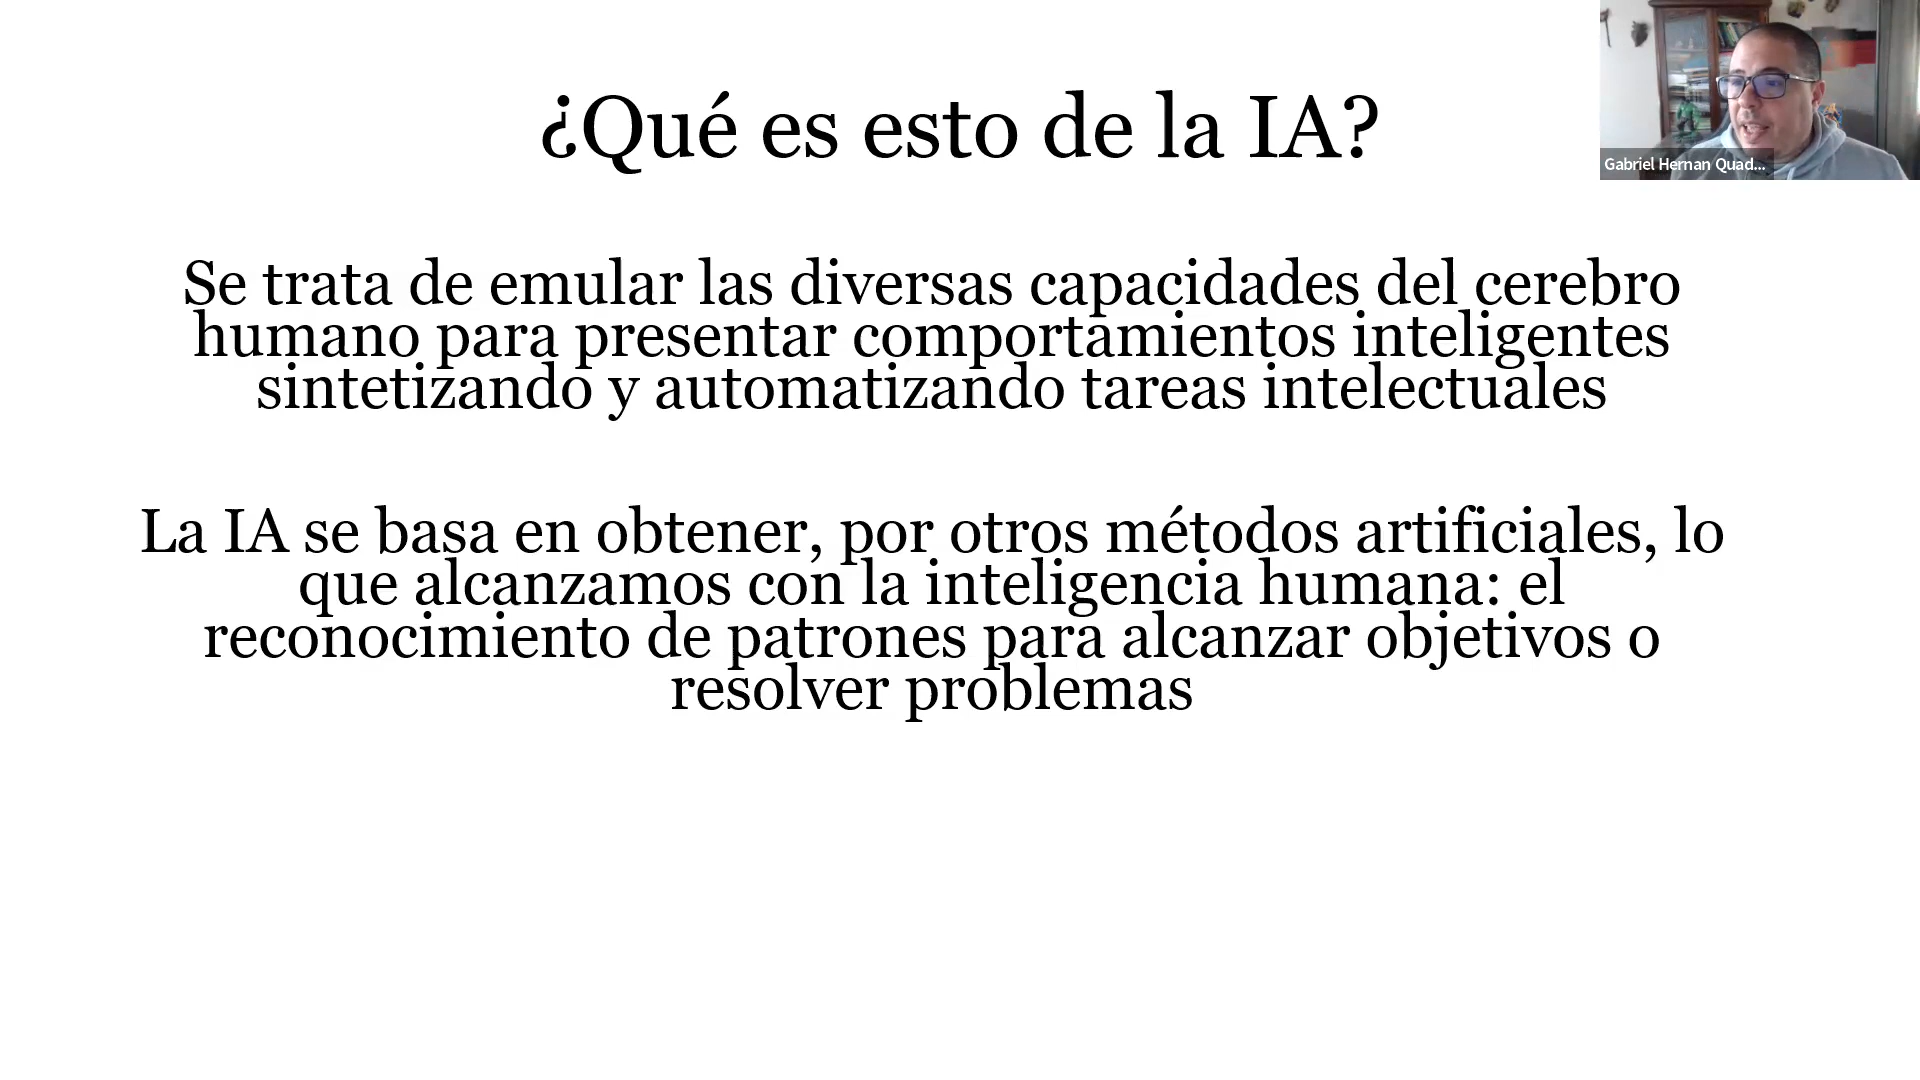 ¿Qué es esto de la IA?
Gabriel Hernan Quad...
Se trata de emular las diversas capacidades del cerebro
humano para presentar comportamientos inteligentes
sintetizando y automatizando tareas intelectuales
La IA se basa en obtener, por otros métodos artificiales, lo
que alcanzamos con la inteligencia humana: el
reconocimiento de patrones para alcanzar objetivos o
resolver problemas